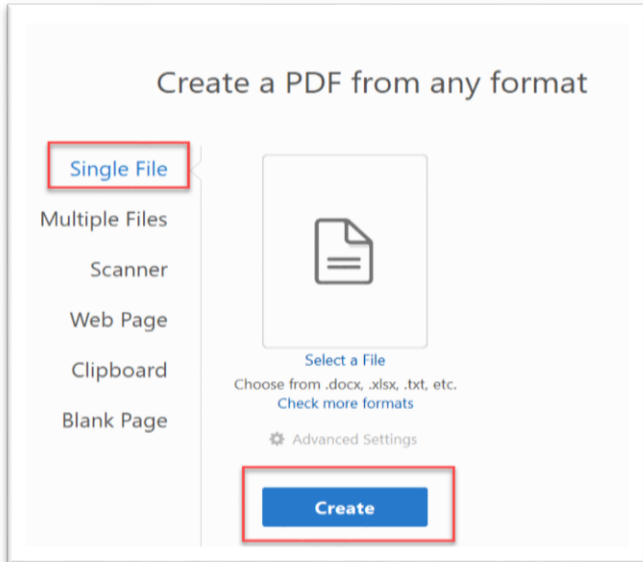 Create a PDF from any format
Single File
Multiple Files
Scanner
Web Page
Clipboard
Blank Page
Select a File
Choose from .docx, .xlsx, .txt, etc.
Check more formats
Advanced Settings
Create